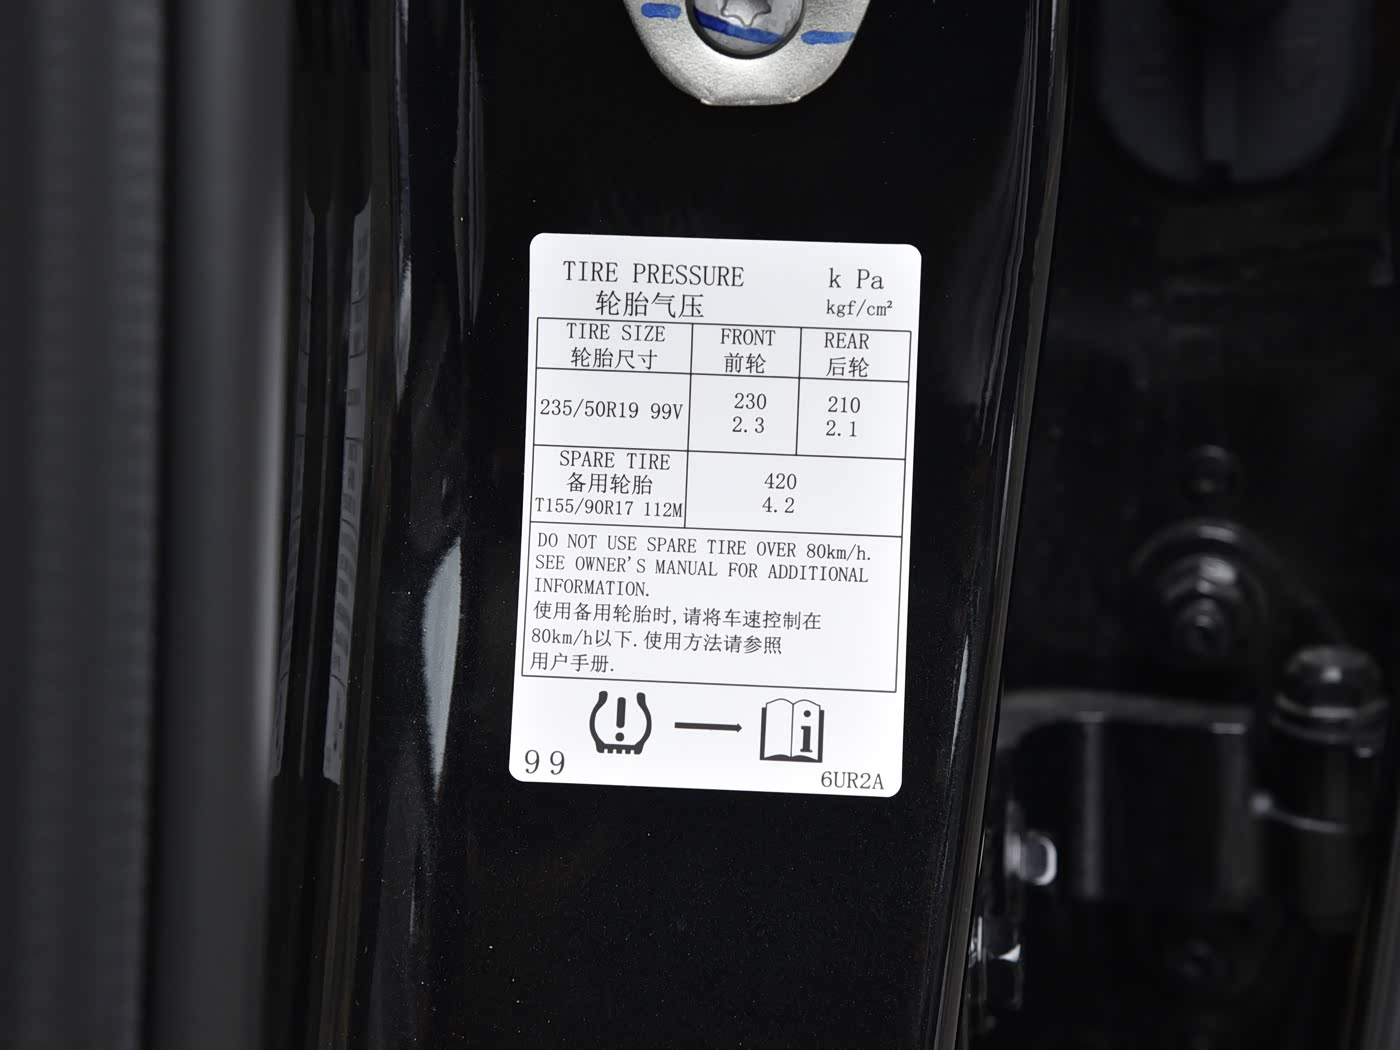 TIRE PRESSURE k Pa
轮胎气压 kgf/cm²
TIRE SIZE FRONT REAR
轮胎尺寸 前轮 后轮
235/50R19 99V 230 210
2.3 2.1
SPARE TIRE
备用轮胎 420
T155/90R17 112M 4.2
DO NOT USE SPARE TIRE OVER 80km/h.
SEE OWNER'S MANUAL FOR ADDITIONAL
INFORMATION.
使用备用轮胎时,请将车速控制在
80km/h以下.使用方法请参照
用户手册.
99 6UR2A